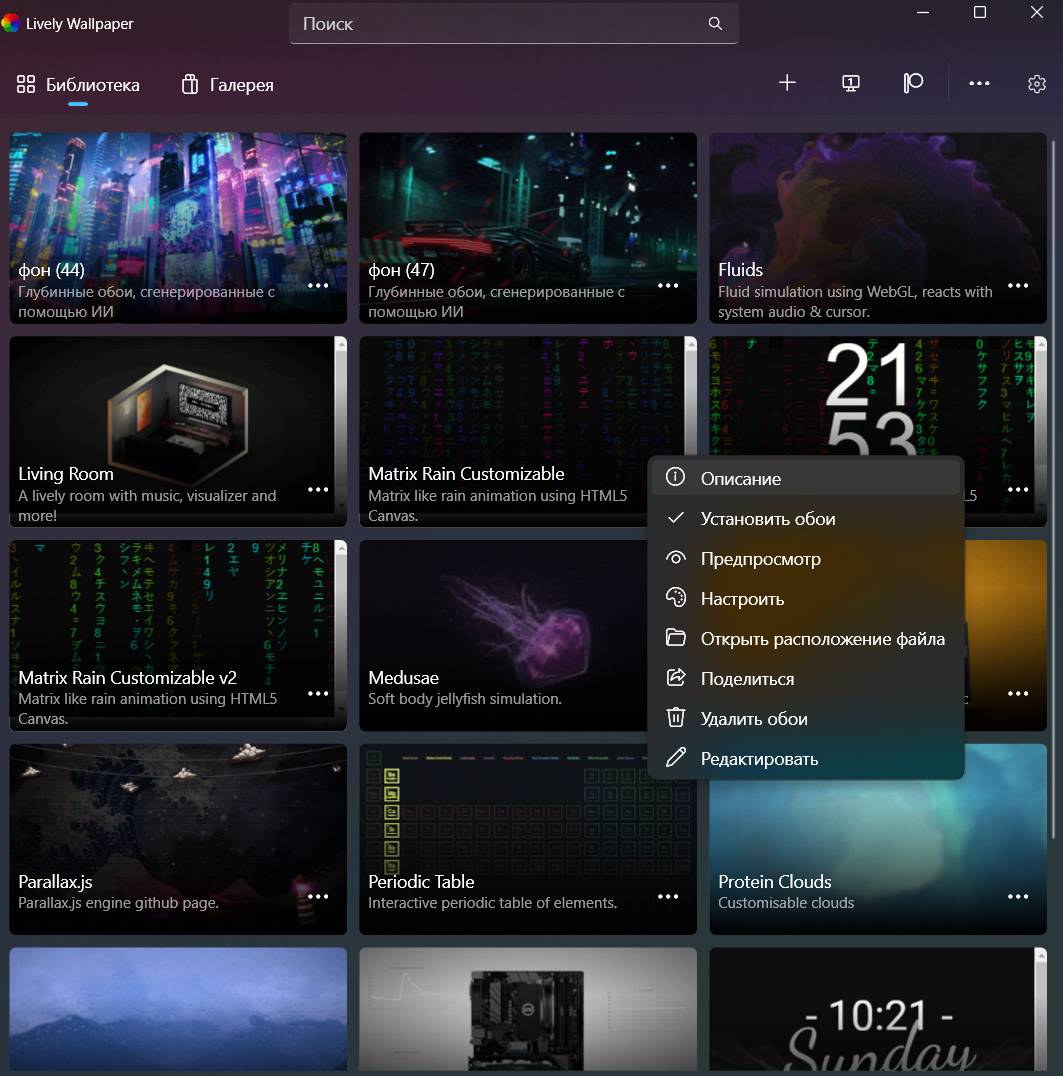 Lively Wallpaper
Поиск
Библиотека
Галерея
1
фон (44)
Глубинные обои, сгенерированные с
помощью ИИ
фон (47)
Глубинные обои, сгенерированные с
помощью ИИ
Fluids
Fluid simulation using WebGL, reacts with
system audio & cursor.
Living Room
A lively room with music, visualizer and
more!
Matrix Rain Customizable
Matrix like rain animation using HTML5
Canvas.
21
53
L5
Описание
Установить обои
Предпросмотр
Настроить
Открыть расположение файла
Поделиться
Удалить обои
Редактировать
Matrix Rain Customizable v2
Matrix like rain animation using HTML5
Canvas.
Medusae
Soft body jellyfish simulation.
Parallax.js
Parallax.js engine github page.
Periodic Table
Interactive periodic table of elements.
Protein Clouds
Customisable clouds
- 10:21 -
Sunday